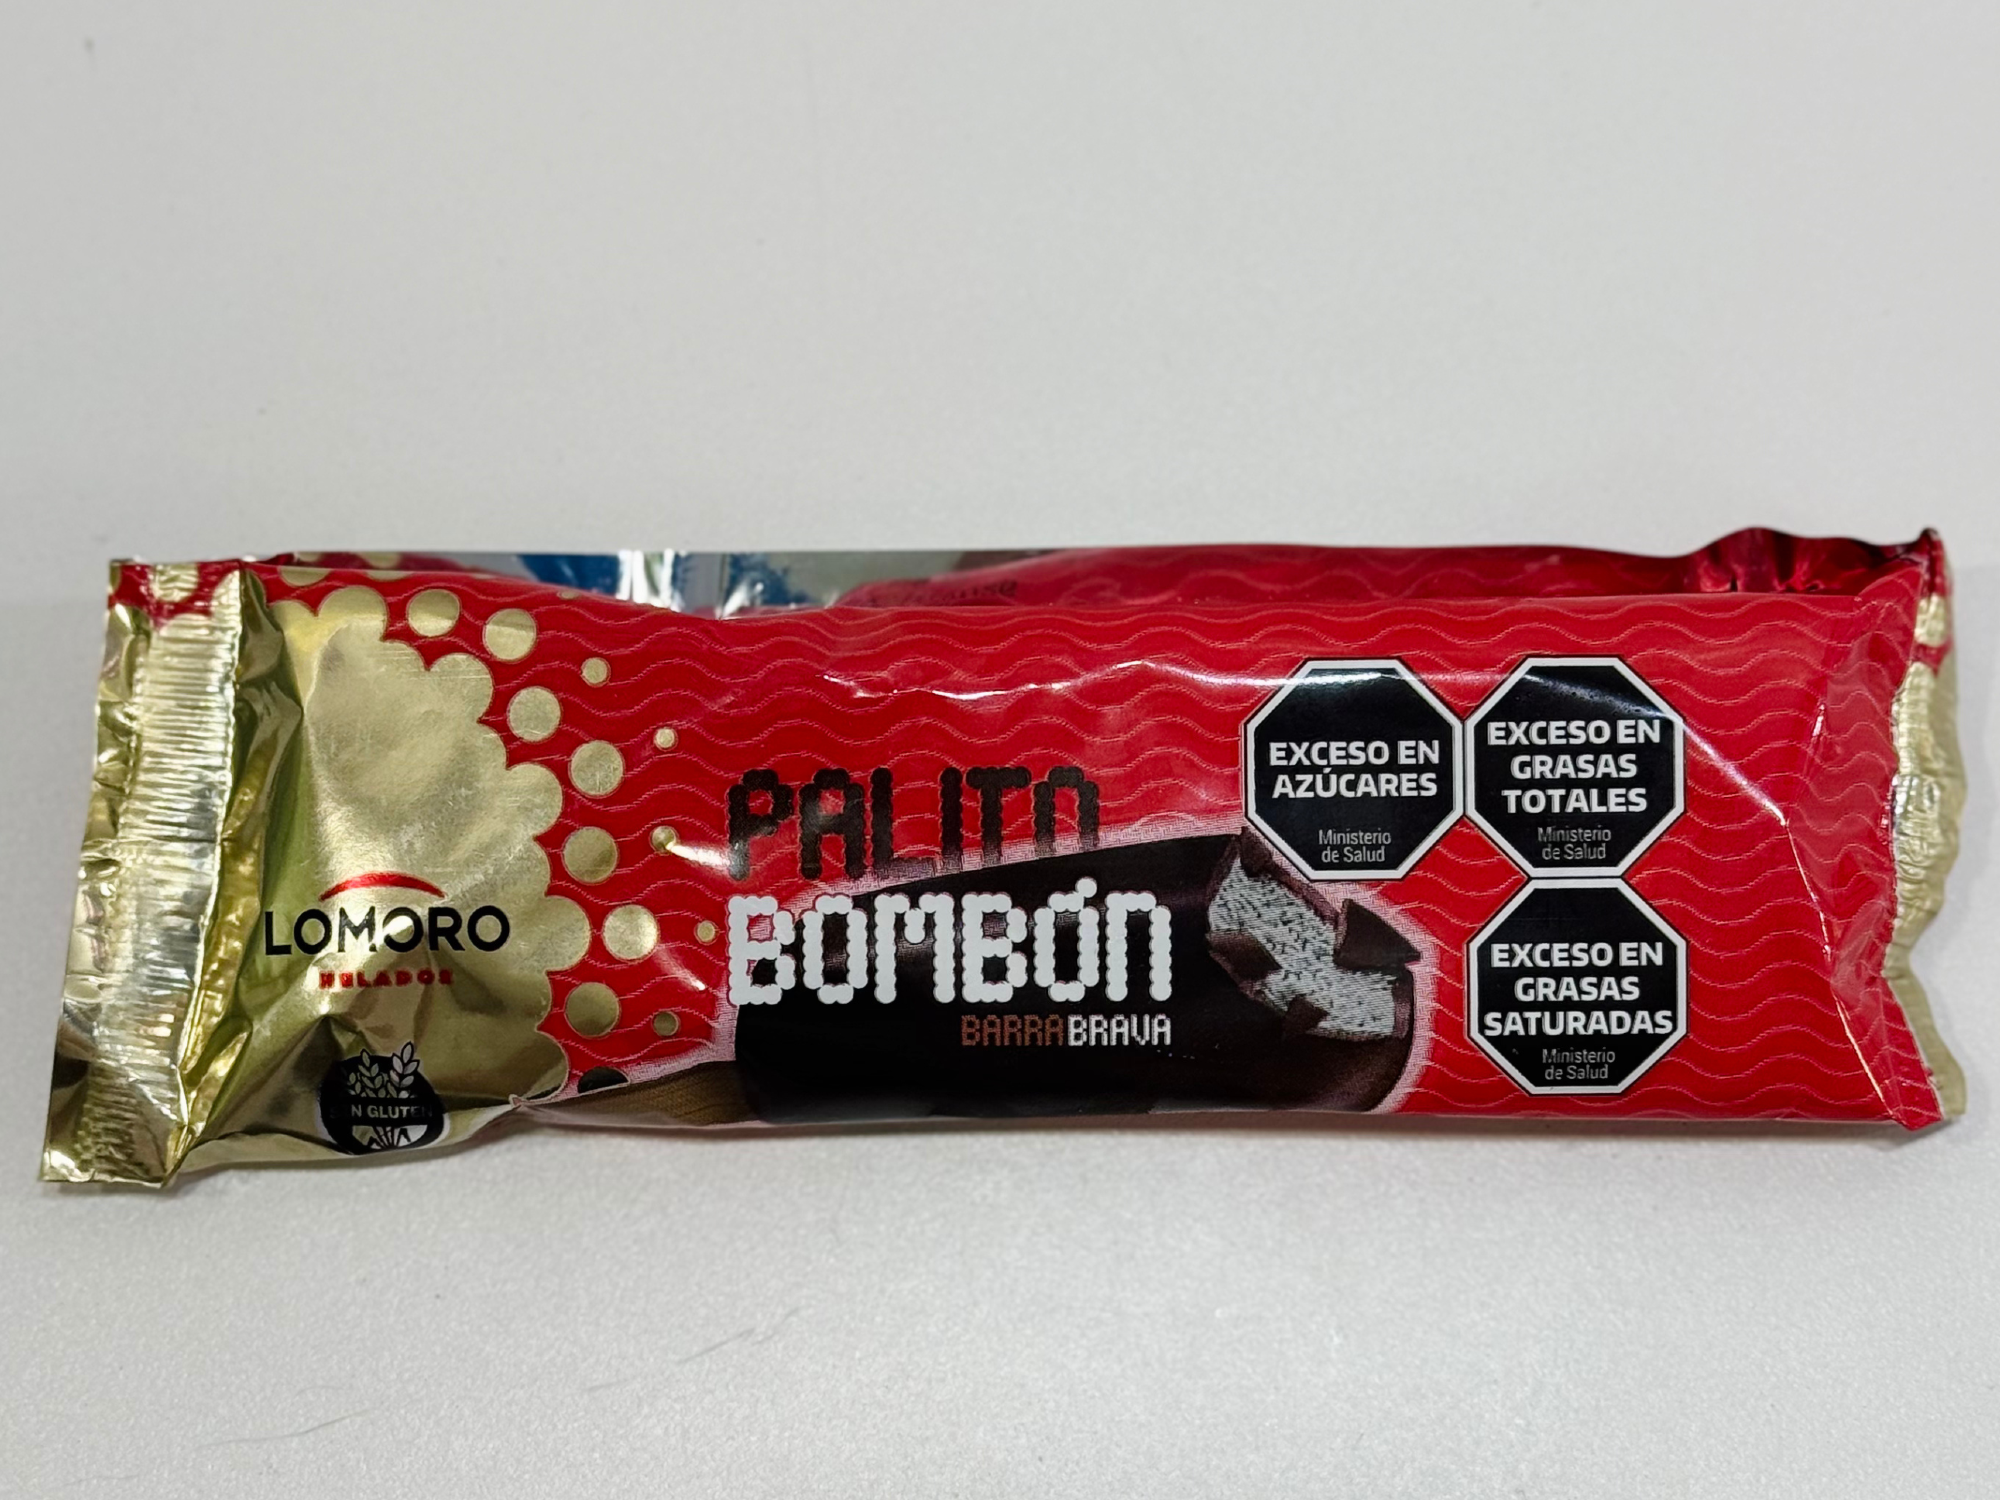 LOMORO
HELADOS
SIN GLUTEN
PALITO
BOMBÓN
BARRABRAVA
EXCESO EN
AZÚCARES
Ministerio
de Salud
EXCESO EN
GRASAS
TOTALES
Ministerio
de Salud
EXCESO EN
GRASAS
SATURADAS
Ministerio
de Salud